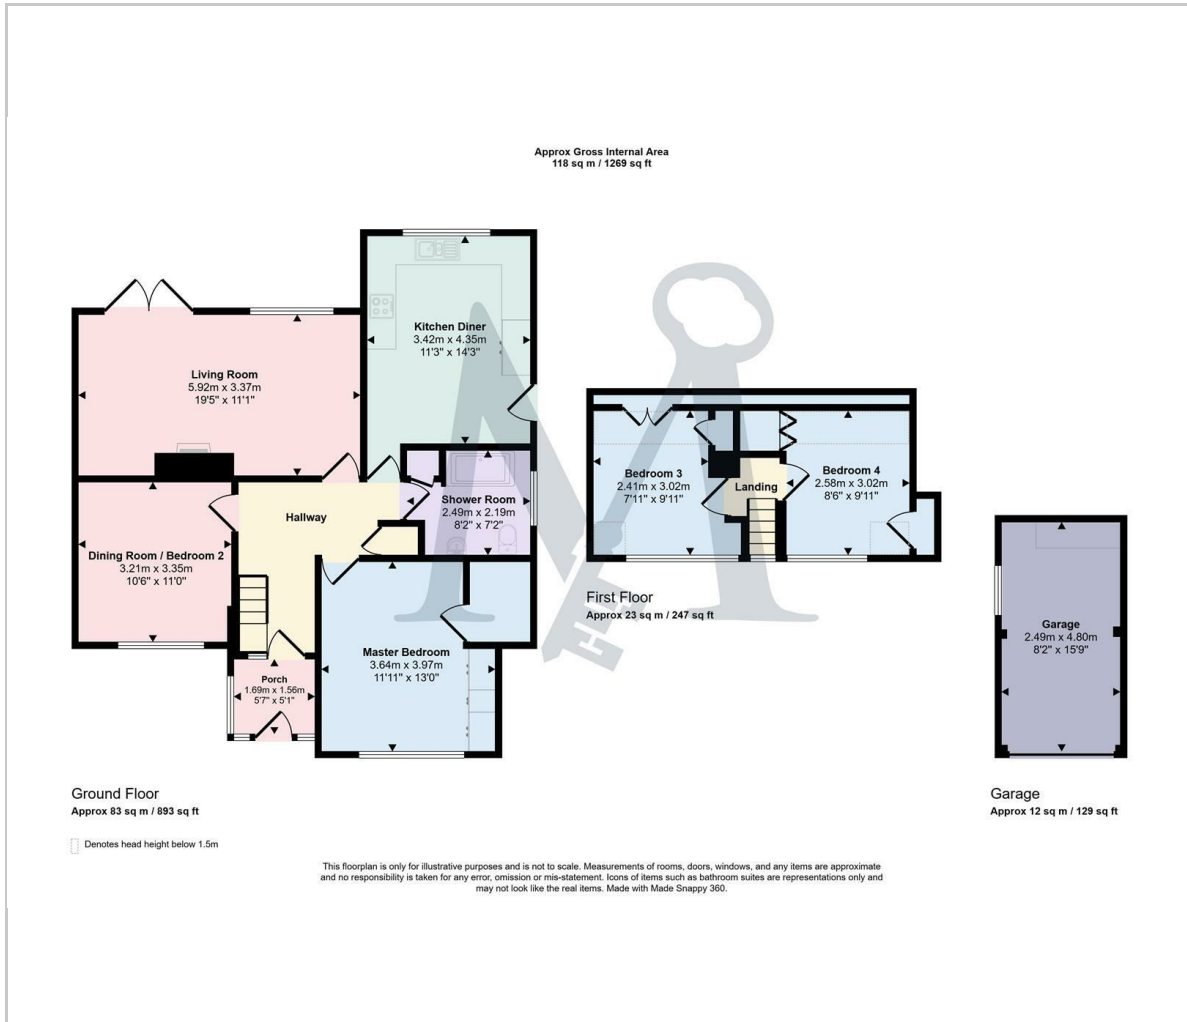 Approx Gross Internal Area
118 sq m / 1269 sq ft
Kitchen Diner
3.42m x 4.35m
11'3" x 14'3"
Living Room
5.92m x 3.37m
19'5" x 11'1"
Hallway
Shower Room
2.49m x 2.19m
8'2" x 7'2"
Dining Room / Bedroom 2
3.21m x 3.35m
10'6" x 11'0"
Master Bedroom
3.64m x 3.97m
11'11" x 13'0"
Porch
1.69m x 1.56m
5'7" x 5'1"
Bedroom 3
2.41m x 3.02m
7'11" x 9'11"
Landing
Bedroom 4
2.58m x 3.02m
8'6" x 9'11"
First Floor
Approx 23 sq m / 247 sq ft
Garage
2.49m x 4.80m
8'2" x 15'9"
Ground Floor
Approx 83 sq m / 893 sq ft
Garage
Approx 12 sq m / 129 sq ft
Denotes head height below 1.5m
This floorplan is only for illustrative purposes and is not to scale. Measurements of rooms, doors, windows, and any items are approximate
and no responsibility is taken for any error, omission or mis-statement. Icons of items such as bathroom suites are representations only and
may not look like the real items. Made with Made Snappy 360.